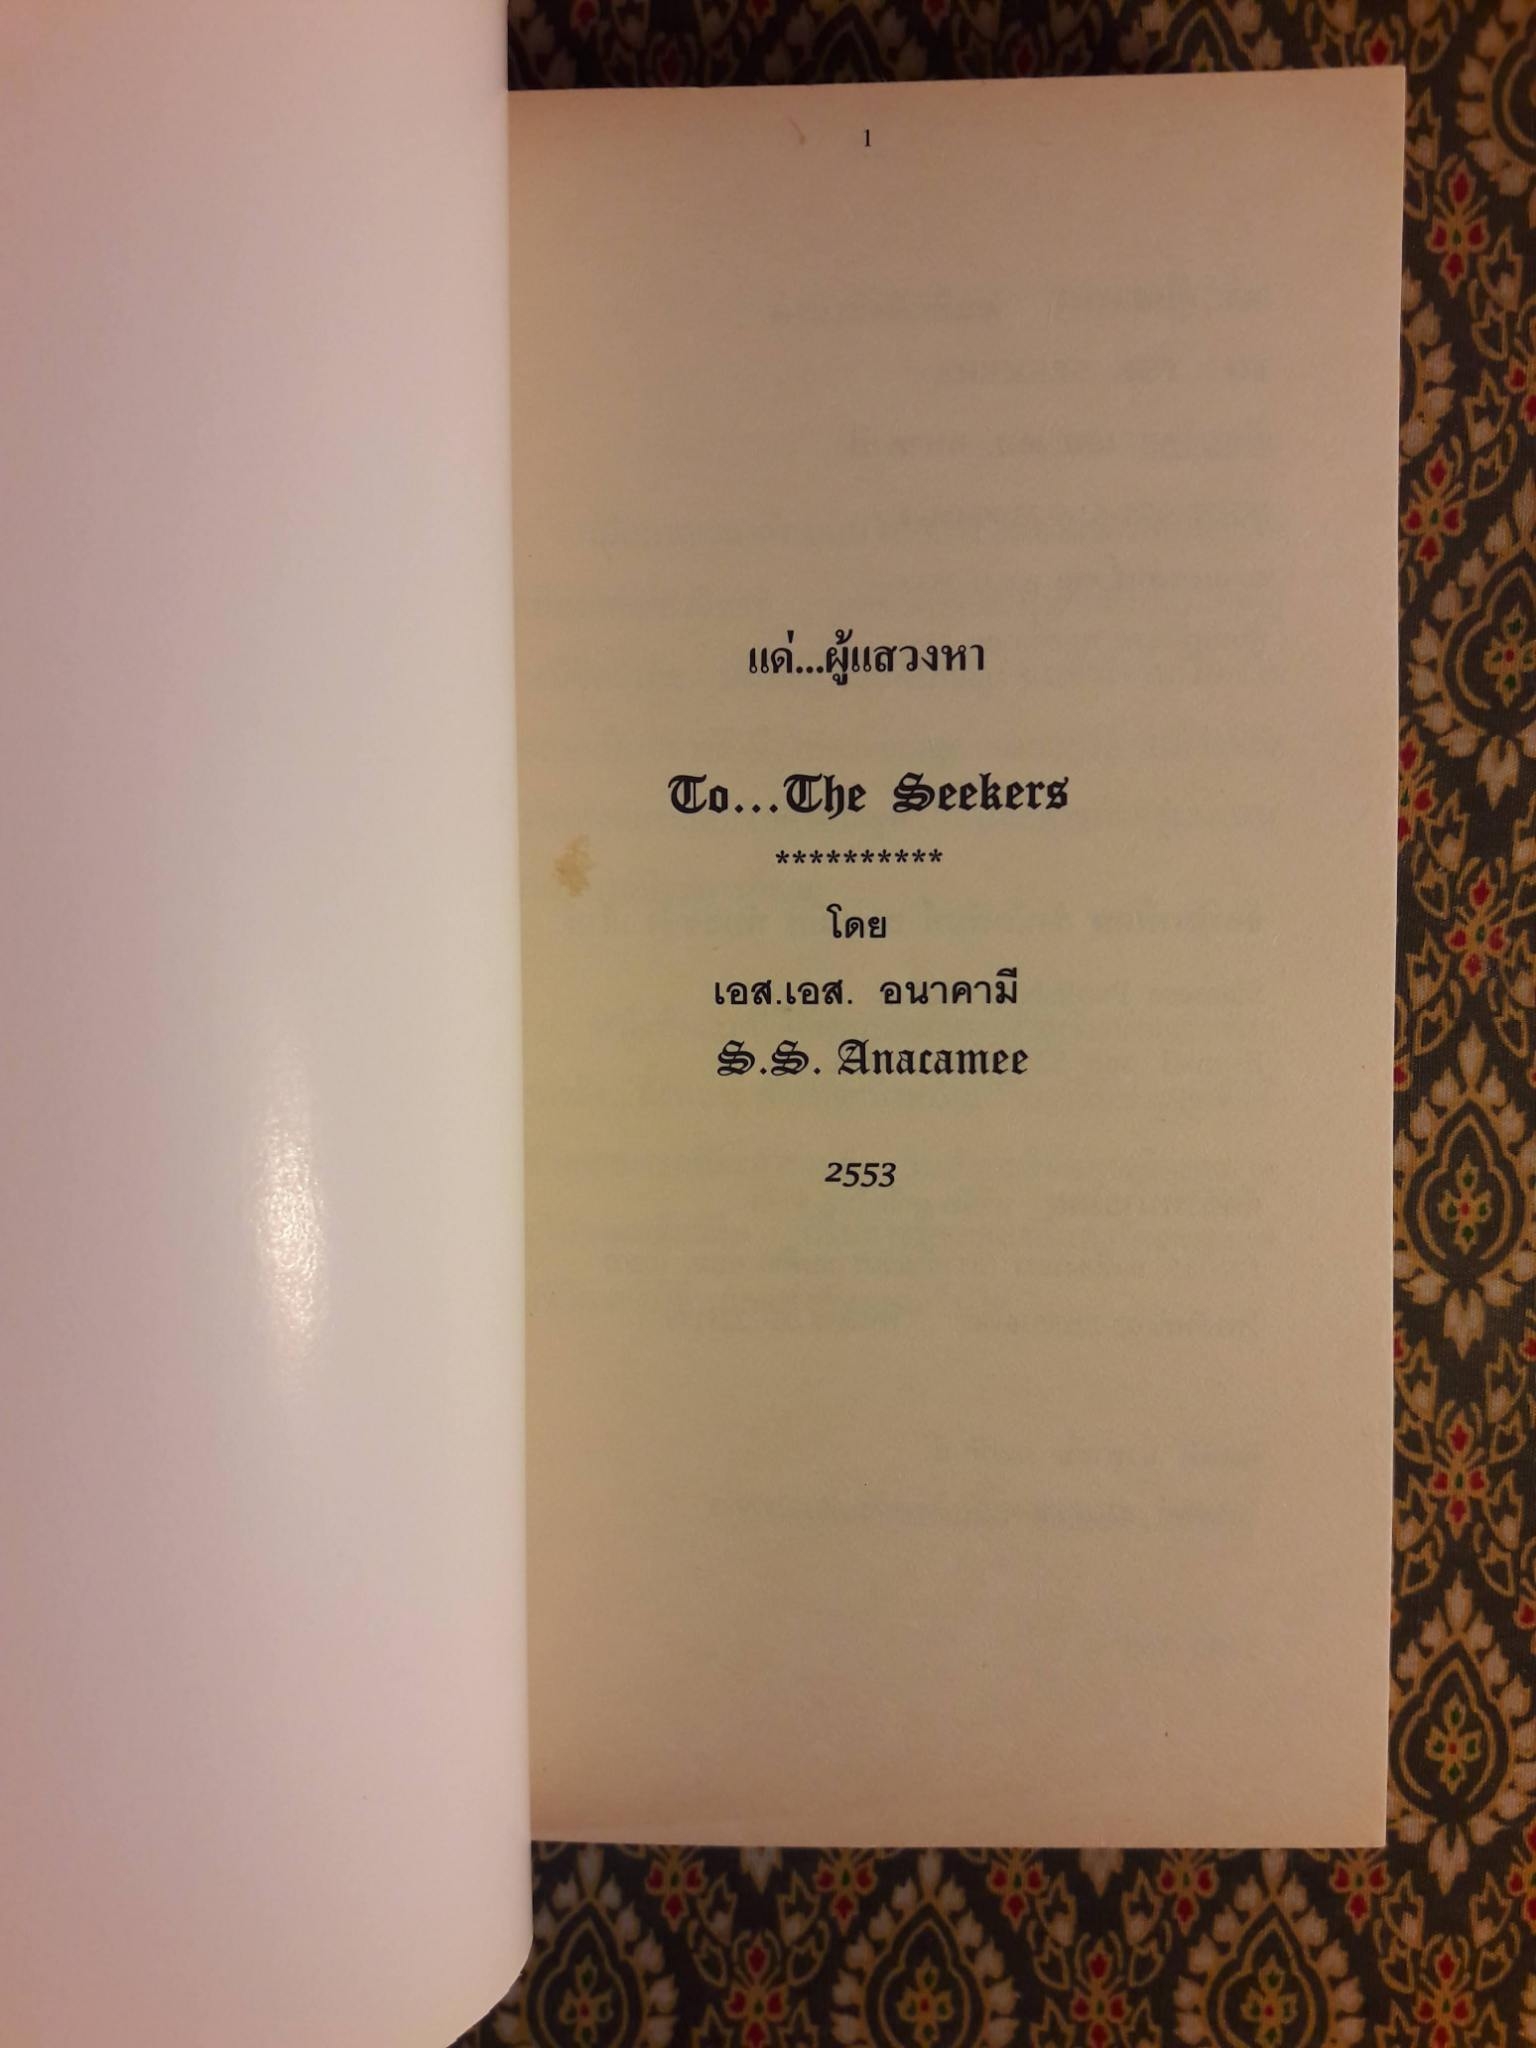 1
แด่...ผู้แสวงหา
To...The Seekers
**********
โดย
เอส.เอส. อนาคามี
S.S. Anacamee
2553